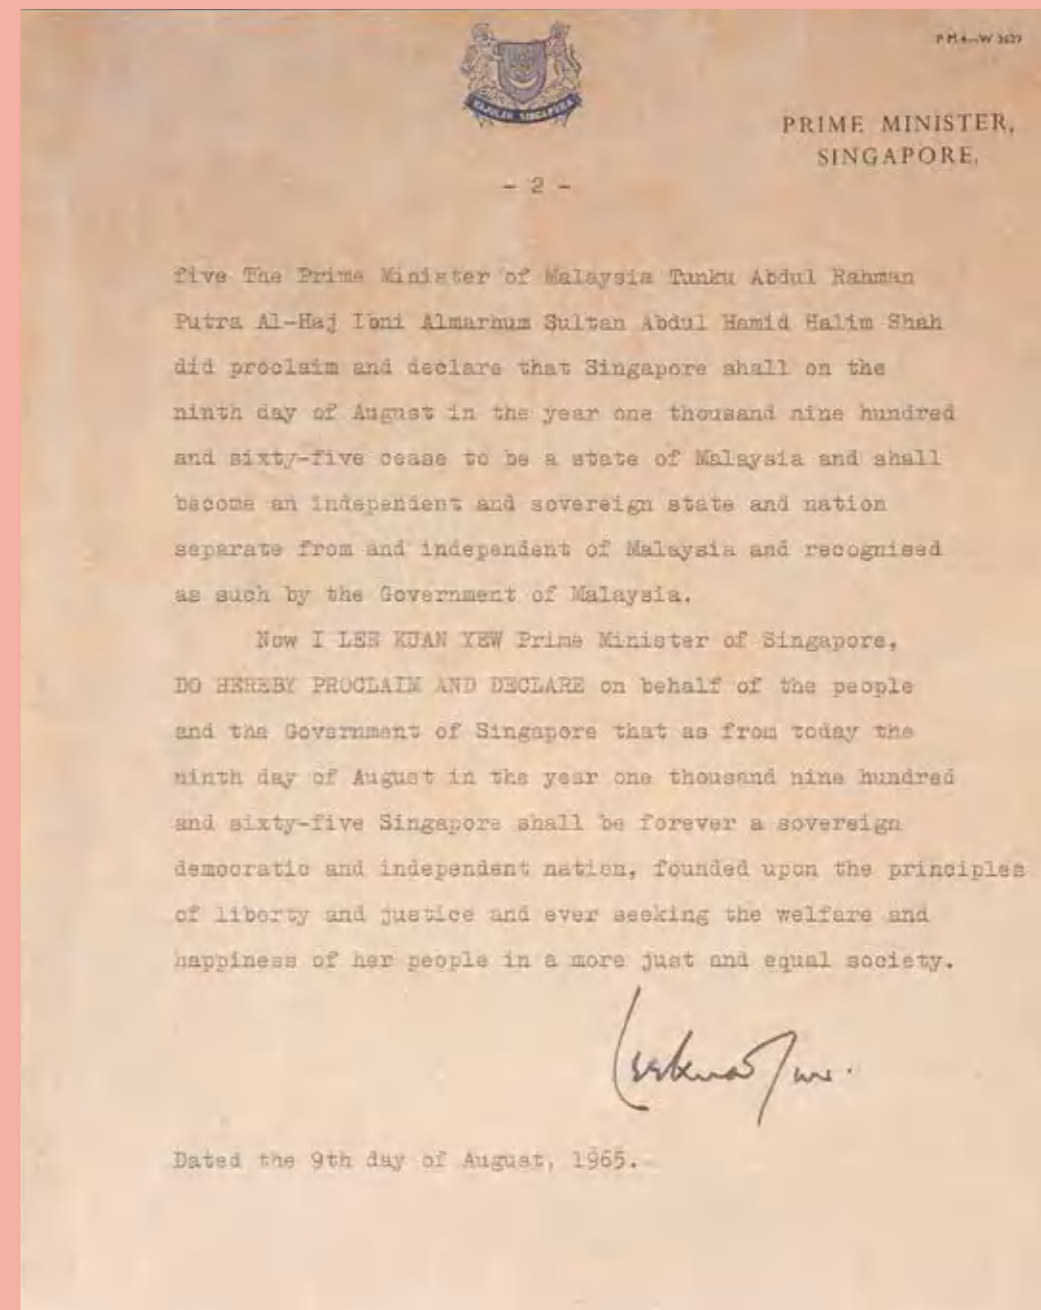 P.M.4—W 3629
MAJULAH SINGAPURA
PRIME MINISTER,
SINGAPORE.
- 2 -
five The Prime Minister of Malaysia Tunku Abdul Rahman
Putra Al-Haj Ibni Almarhum Sultan Abdul Hamid Halim Shah
did proclaim and declare that Singapore shall on the
ninth day of August in the year one thousand nine hundred
and sixty-five cease to be a state of Malaysia and shall
become an independent and sovereign state and nation
separate from and independent of Malaysia and recognised
as such by the Government of Malaysia.
Now I LEE KUAN YEW Prime Minister of Singapore,
DO HEREBY PROCLAIM AND DECLARE on behalf of the people
and the Government of Singapore that as from today the
ninth day of August in the year one thousand nine hundred
and sixty-five Singapore shall be forever a sovereign
democratic and independent nation, founded upon the principles
of liberty and justice and ever seeking the welfare and
happiness of her people in a more just and equal society.
Dated the 9th day of August, 1965.